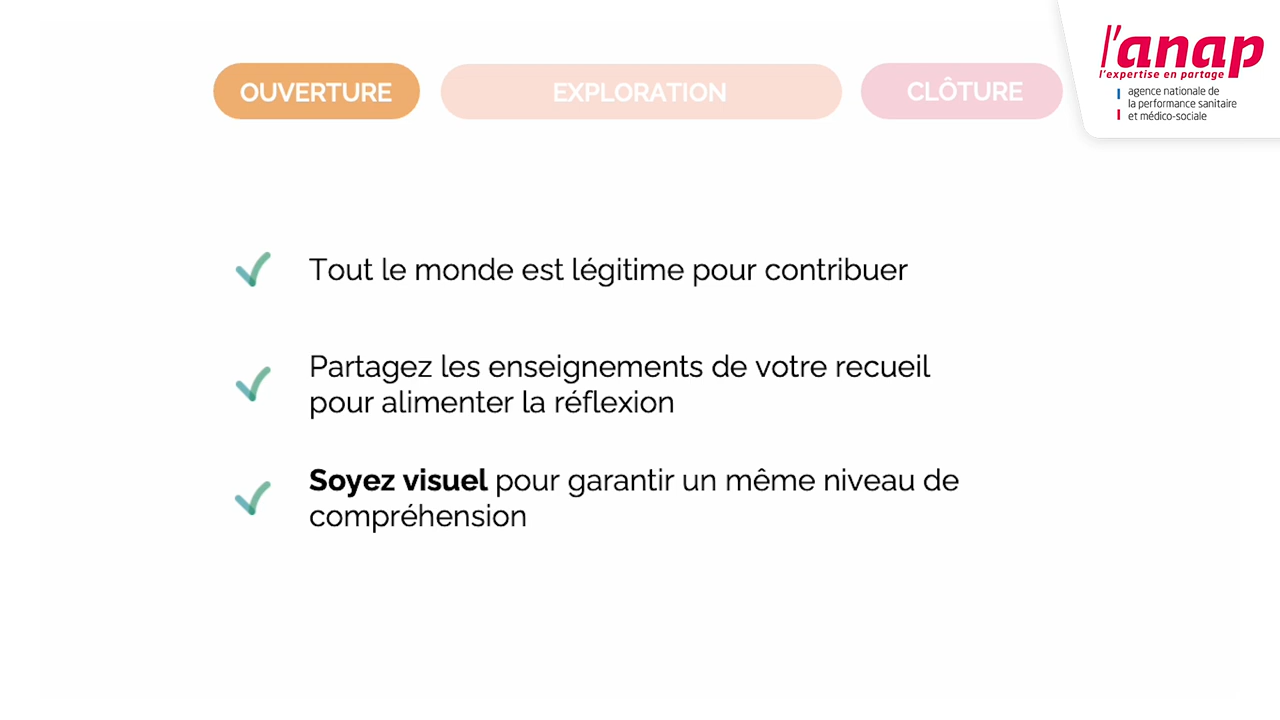 OUVERTURE
EXPLORATION
CLÔTURE
l'anap
l'expertise en partage
agence nationale de
la performance sanitaire
et médico-sociale
Tout le monde est légitime pour contribuer
Partagez les enseignements de votre recueil
pour alimenter la réflexion
Soyez visuel pour garantir un même niveau de
compréhension